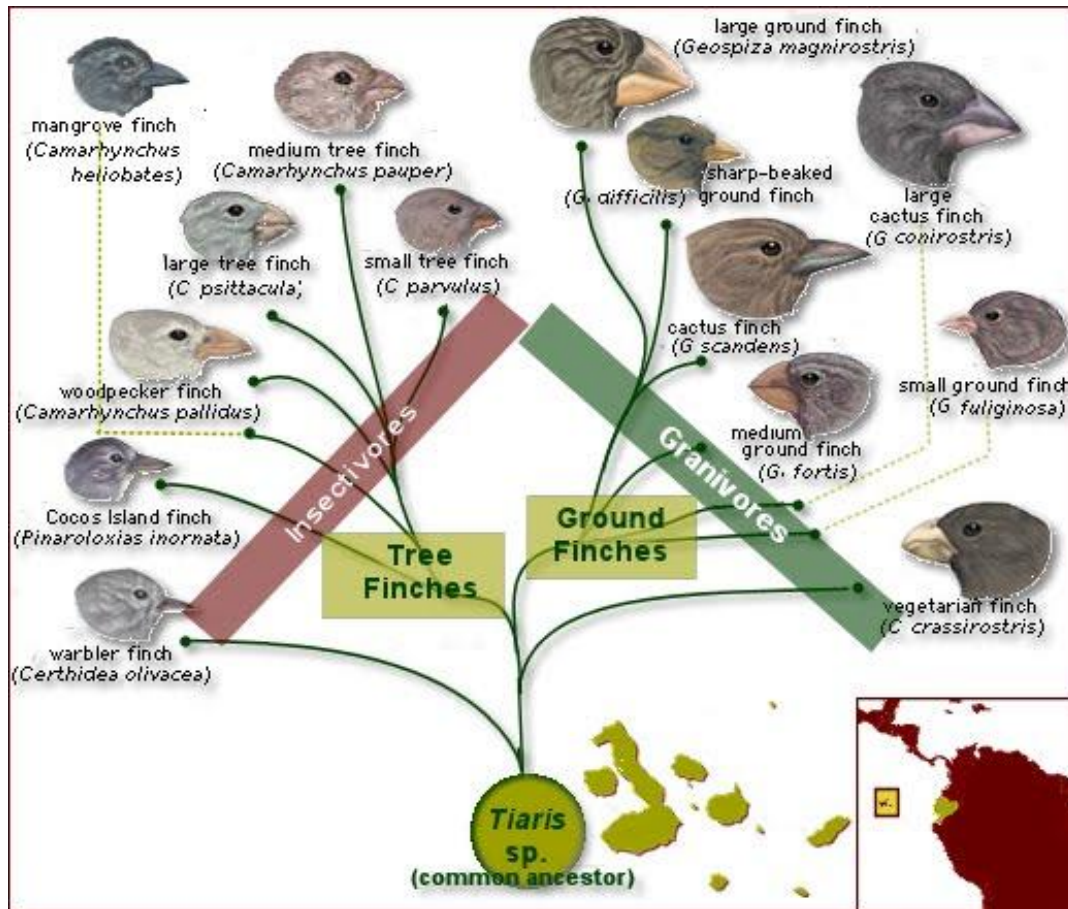 large ground finch
(Geospiza magnirostris)
mangrove finch
(Camarhynchus
heliobates)
medium tree finch
(Camarhynchus pauper)
sharp-beaked
(G. difficilis) ground finch
large
cactus finch
(G conirostris)
large tree finch
(C psittacula)
small tree finch
(C parvulus)
cactus finch
(G scandens)
woodpecker finch
(Camarhynchus pallidus)
small ground finch
(G fuliginosa)
medium
ground finch
(G. fortis)
Insectivores
Granivores
Cocos Island finch
(Pinaroloxias inornata)
Tree
Finches
Ground
Finches
vegetarian finch
(C crassirostris)
warbler finch
(Certhidea olivacea)
Tiaris
sp.
(common ancestor)